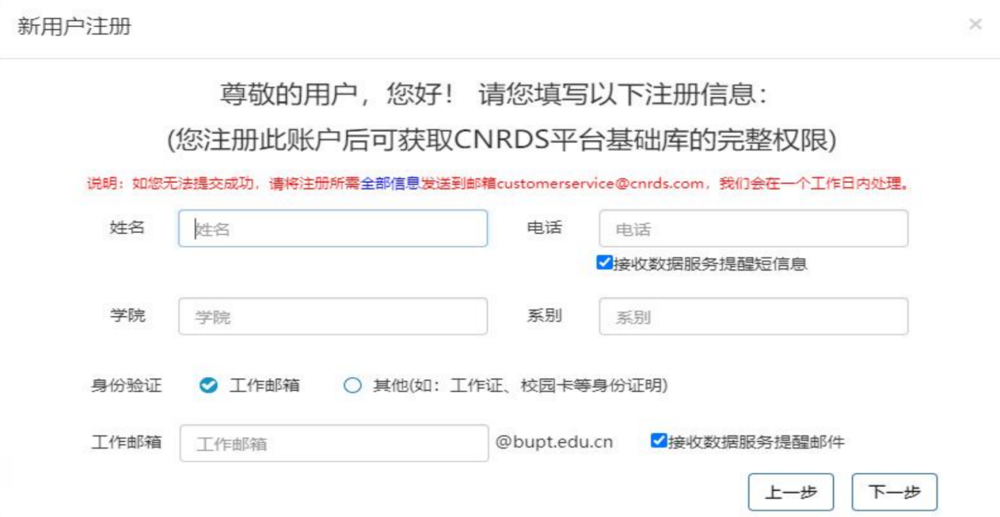 新用户注册 ×
尊敬的用户，您好！ 请您填写以下注册信息：
(您注册此账户后可获取CNRDS平台基础库的完整权限)
说明：如您无法提交成功，请将注册所需全部信息发送到邮箱customerservice@cnrds.com，我们会在一个工作日内处理。
姓名 姓名 电话 电话
接收数据服务提醒短信息
学院 学院 系别 系别
身份验证 工作邮箱 其他(如：工作证、校园卡等身份证明)
工作邮箱 工作邮箱 @bupt.edu.cn 接收数据服务提醒邮件
上一步 下一步